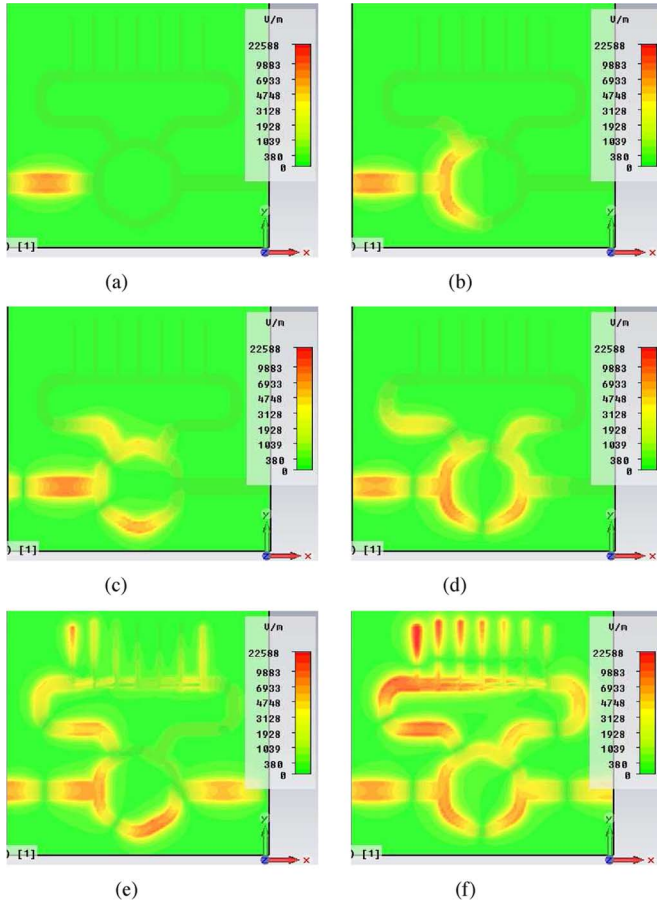 V/m
22588
9883
6933
4748
3128
1928
1039
380
0
y
x
) [1]
(a)
V/m
22588
9883
6933
4748
3128
1928
1039
380
0
y
x
) [1]
(b)
V/m
22588
9883
6933
4748
3128
1928
1039
380
0
y
x
) [1]
(c)
V/m
22588
9883
6933
4748
3128
1928
1039
380
0
y
x
) [1]
(d)
V/m
22588
9883
6933
4748
3128
1928
1039
380
0
y
x
) [1]
(e)
V/m
22588
9883
6933
4748
3128
1928
1039
380
0
y
x
) [1]
(f)